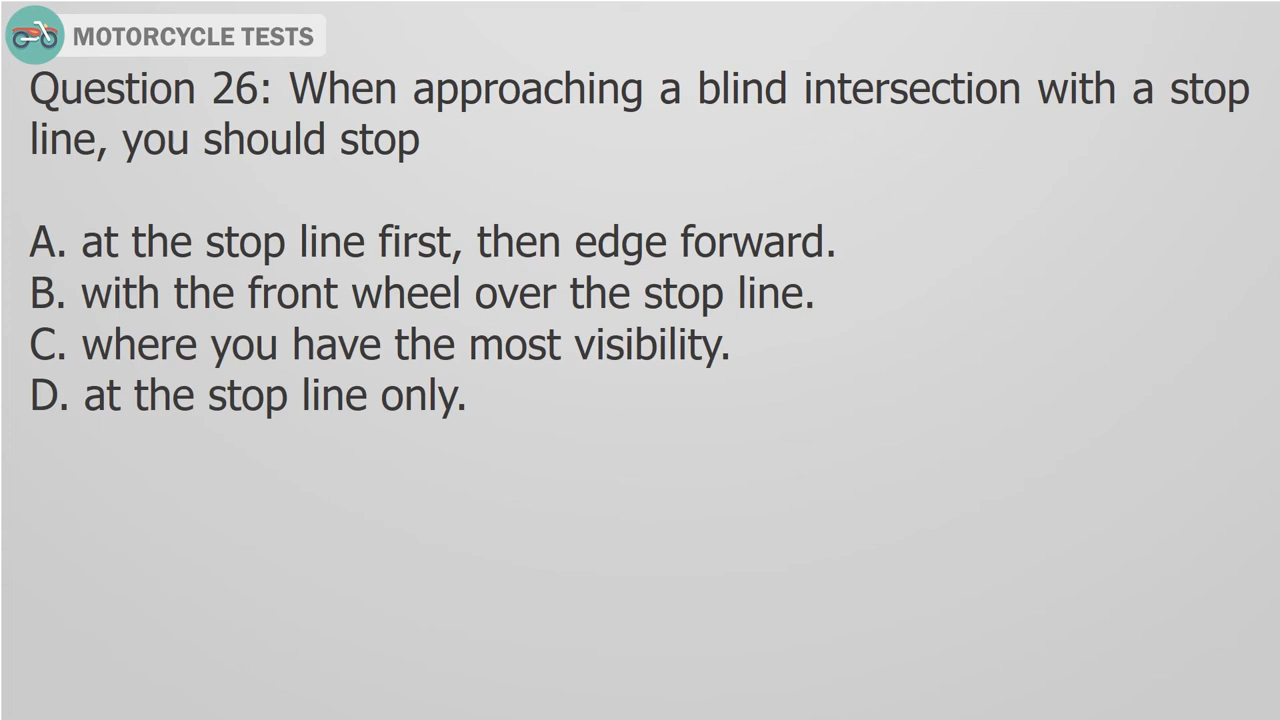 MOTORCYCLE TESTS
Question 26: When approaching a blind intersection with a stop
line, you should stop
A. at the stop line first, then edge forward.
B. with the front wheel over the stop line.
C. where you have the most visibility.
D. at the stop line only.